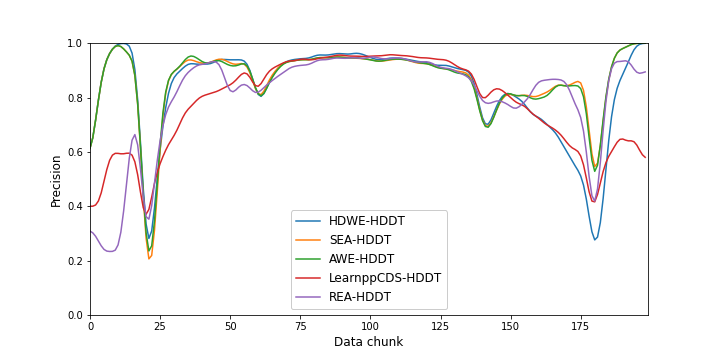 1.0
0.8
0.6
0.4
0.2
0.0
Precision
0 25 50 75 100 125 150 175
Data chunk
HDWE-HDDT
SEA-HDDT
AWE-HDDT
LearnppCDS-HDDT
REA-HDDT